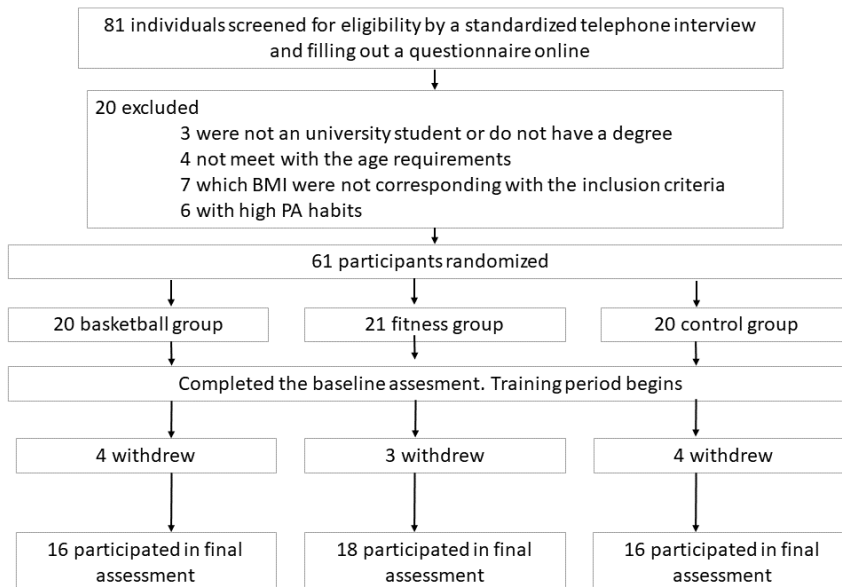 81 individuals screened for eligibility by a standardized telephone interview
and filling out a questionnaire online
20 excluded
3 were not an university student or do not have a degree
4 not meet with the age requirements
7 which BMI were not corresponding with the inclusion criteria
6 with high PA habits
61 participants randomized
20 basketball group
21 fitness group
20 control group
Completed the baseline assesment. Training period begins
4 withdrew
3 withdrew
4 withdrew
16 participated in final
assessment
18 participated in final
assessment
16 participated in final
assessment